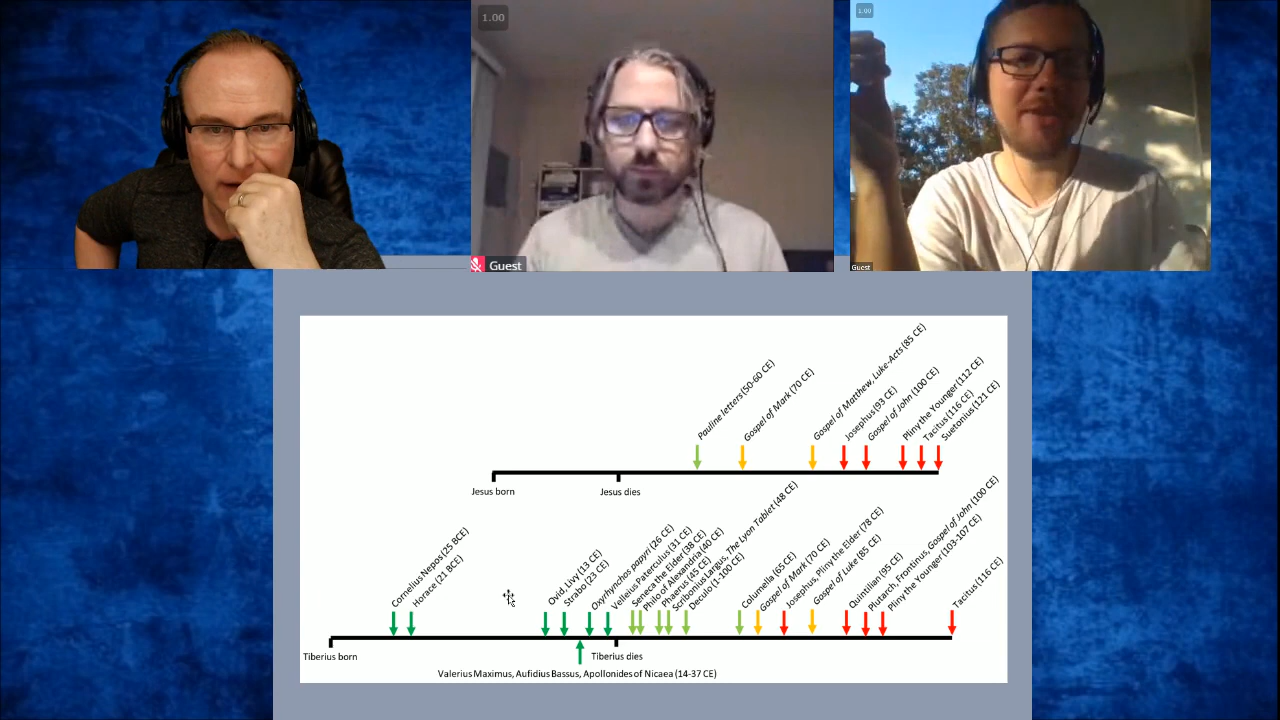 1.00
1.00
Guest
Guest
Pauline letters (50-60 CE)
Gospel of Mark (70 CE)
Gospel of Matthew, Luke-Acts (85 CE)
Josephus (93 CE)
Gospel of John (100 CE)
Pliny the Younger (112 CE)
Tacitus (116 CE)
Suetonius (121 CE)
Jesus born
Jesus dies
Cornelius Nepos (25 BCE)
Horace (21 BCE)
Ovid, Livy (13 CE)
Strabo (23 CE)
Oxyrhynchos papyri (26 CE)
Velleius Paterculus (31 CE)
Seneca the Elder (38 CE)
Philo of Alexandria (40 CE)
Phaerus (45 CE)
Scribonius Largus, The Lyon Tablet (48 CE)
Deculo (1-100 CE)
Columella (65 CE)
Gospel of Mark (70 CE)
Josephus, Pliny the Elder (78 CE)
Gospel of Luke (85 CE)
Quintilian (95 CE)
Plutarch, Frontinus, Gospel of John (100 CE)
Pliny the Younger (103-107 CE)
Tacitus (116 CE)
Tiberius born
Tiberius dies
Valerius Maximus, Aufidius Bassus, Apollonides of Nicaea (14-37 CE)